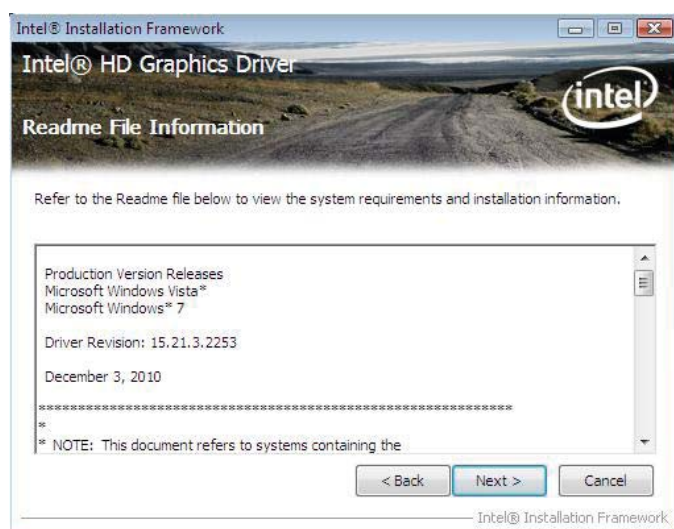 Intel® Installation Framework
Intel® HD Graphics Driver
intel
Readme File Information
Refer to the Readme file below to view the system requirements and installation information.
Production Version Releases
Microsoft Windows Vista*
Microsoft Windows* 7
Driver Revision: 15.21.3.2253
December 3, 2010
************************************************************
*
* NOTE: This document refers to systems containing the
< Back
Next >
Cancel
Intel® Installation Framework